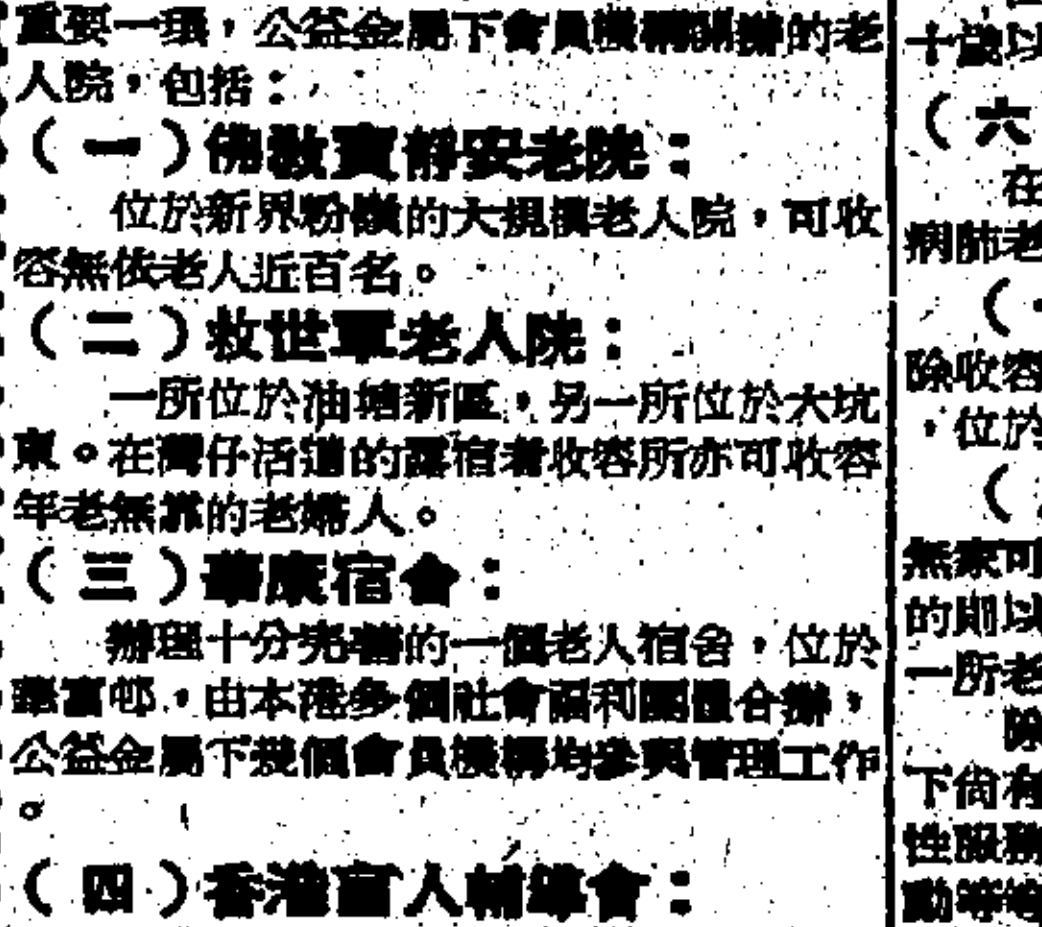 重要一環，公益金屬下會員機構開辦的老
人院，包括：
（一）佛教寶靜安老院：
位於新界粉嶺的大規模老人院，可收
容無依老人近百名。
（二）救世軍老人院：
一所位於油塘新區，另一所位於大坑
東。在灣仔活道的露宿者收容所亦可收容
年老無靠的老婦人。
（三）華康宿舍：
辦理十分完善的一個老人宿舍，位於
華富邨，由本港多個社會福利團體合辦，
公益金屬下幾個會員機構均參與管理工作
。
（四）香港盲人輔導會：
十歲以
（六
在
病肺老
（
除收容
，位於
（
無家可
的則以
一所老
除
下尚有
性服務
動等等